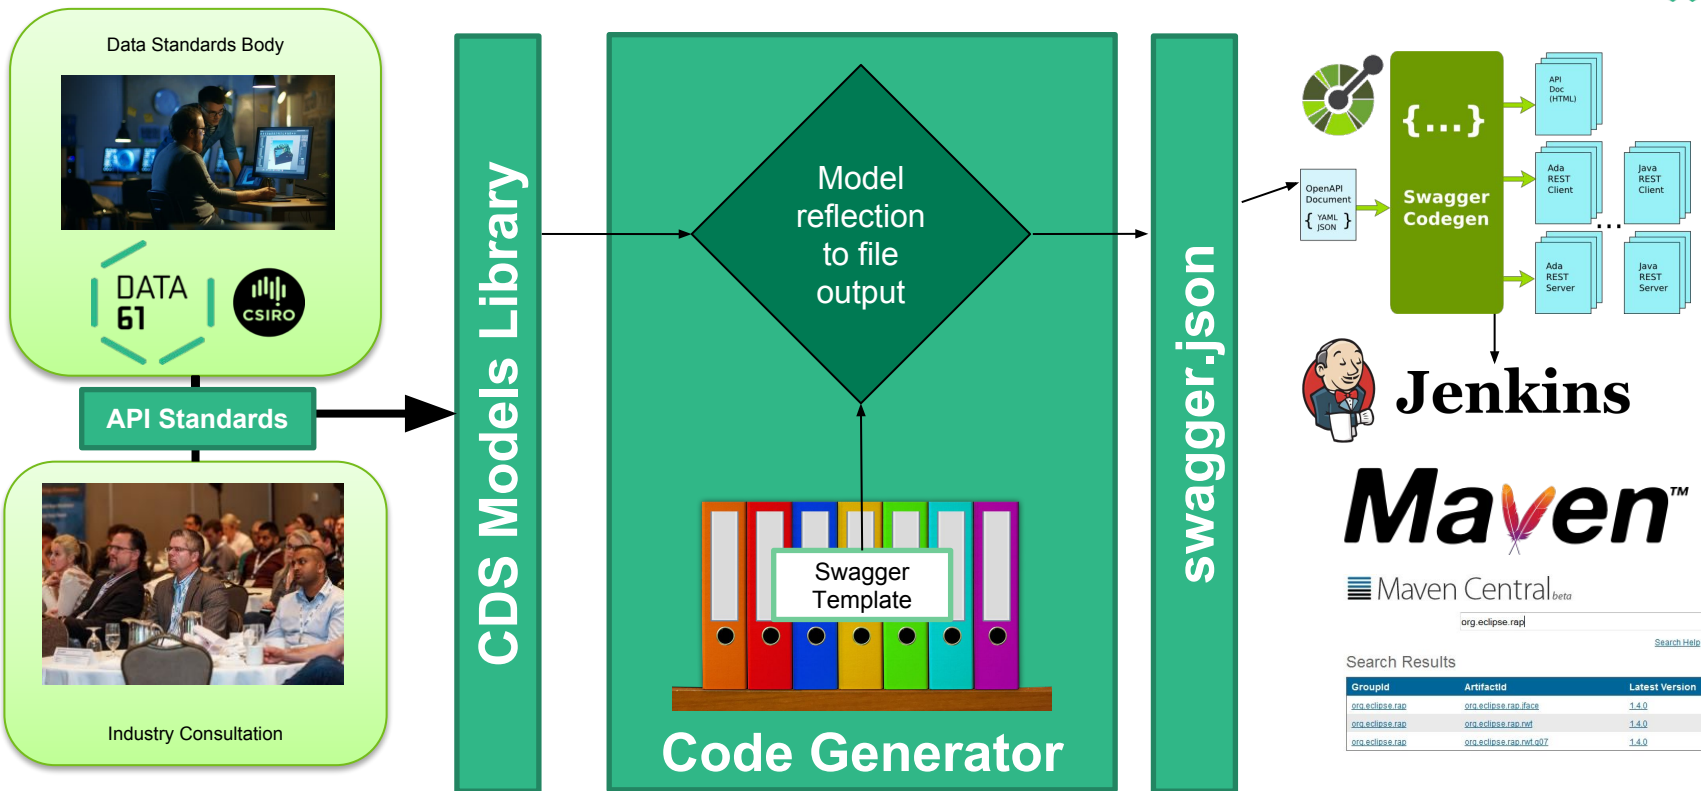 Data Standards Body
DATA
61
CSIRO
API Standards
Industry Consultation
CDS Models Library
Model
reflection
to file
output
Swagger
Template
Code Generator
swagger.json
OpenAPI
Document
{ YAML }
JSON
{...}
Swagger
Codegen
API
Doc
(HTML)
Ada
REST
Client
Java
REST
Client
...
Ada
REST
Server
Java
REST
Server
Jenkins
Maven™
Maven Central beta
org.eclipse.rap
Search Help
Search Results
GroupId ArtifactId Latest Version
org.eclipse.rap org.eclipse.rap.jface 1.4.0
org.eclipse.rap org.eclipse.rap.rwt 1.4.0
org.eclipse.rap org.eclipse.rap.rwt.q07 1.4.0